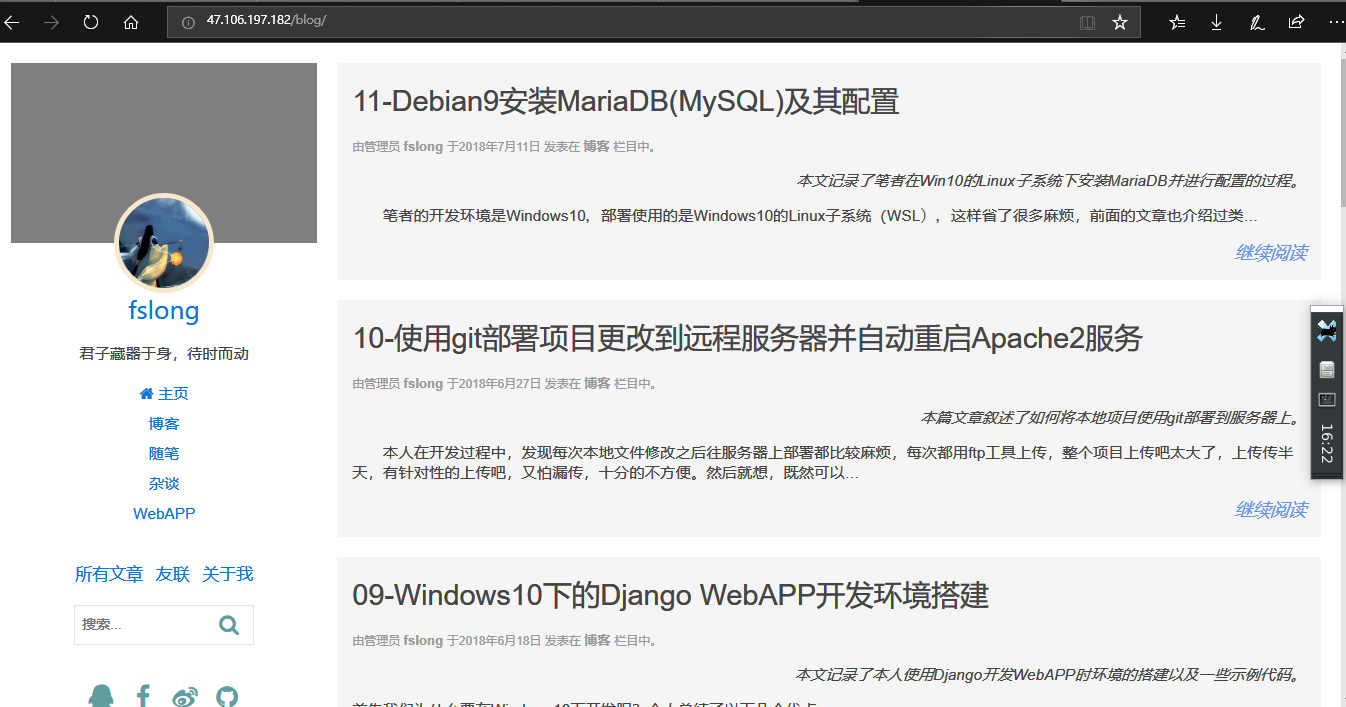 47.106.197.182/blog/
fslong
君子藏器于身，待时而动
主页
博客
随笔
杂谈
WebAPP
所有文章 友联 关于我
搜索...
11-Debian9安装MariaDB(MySQL)及其配置
由管理员 fslong 于2018年7月11日 发表在 博客 栏目中。
本文记录了笔者在Win10的Linux子系统下安装MariaDB并进行配置的过程。
笔者的开发环境是Windows10，部署使用的是Windows10的Linux子系统（WSL），这样省了很多麻烦，前面的文章也介绍过类...
继续阅读
10-使用git部署项目更改到远程服务器并自动重启Apache2服务
由管理员 fslong 于2018年6月27日 发表在 博客 栏目中。
本篇文章叙述了如何将本地项目使用git部署到服务器上。
本人在开发过程中，发现每次本地文件修改之后往服务器上部署都比较麻烦，每次都用ftp工具上传，整个项目上传吧太大了，上传传半
天，有针对性的上传吧，又怕漏传，十分的不方便。然后就想，既然可以...
继续阅读
09-Windows10下的Django WebAPP开发环境搭建
由管理员 fslong 于2018年6月18日 发表在 博客 栏目中。
本文记录了本人使用Django开发WebAPP时环境的搭建以及一些示例代码。
16:22